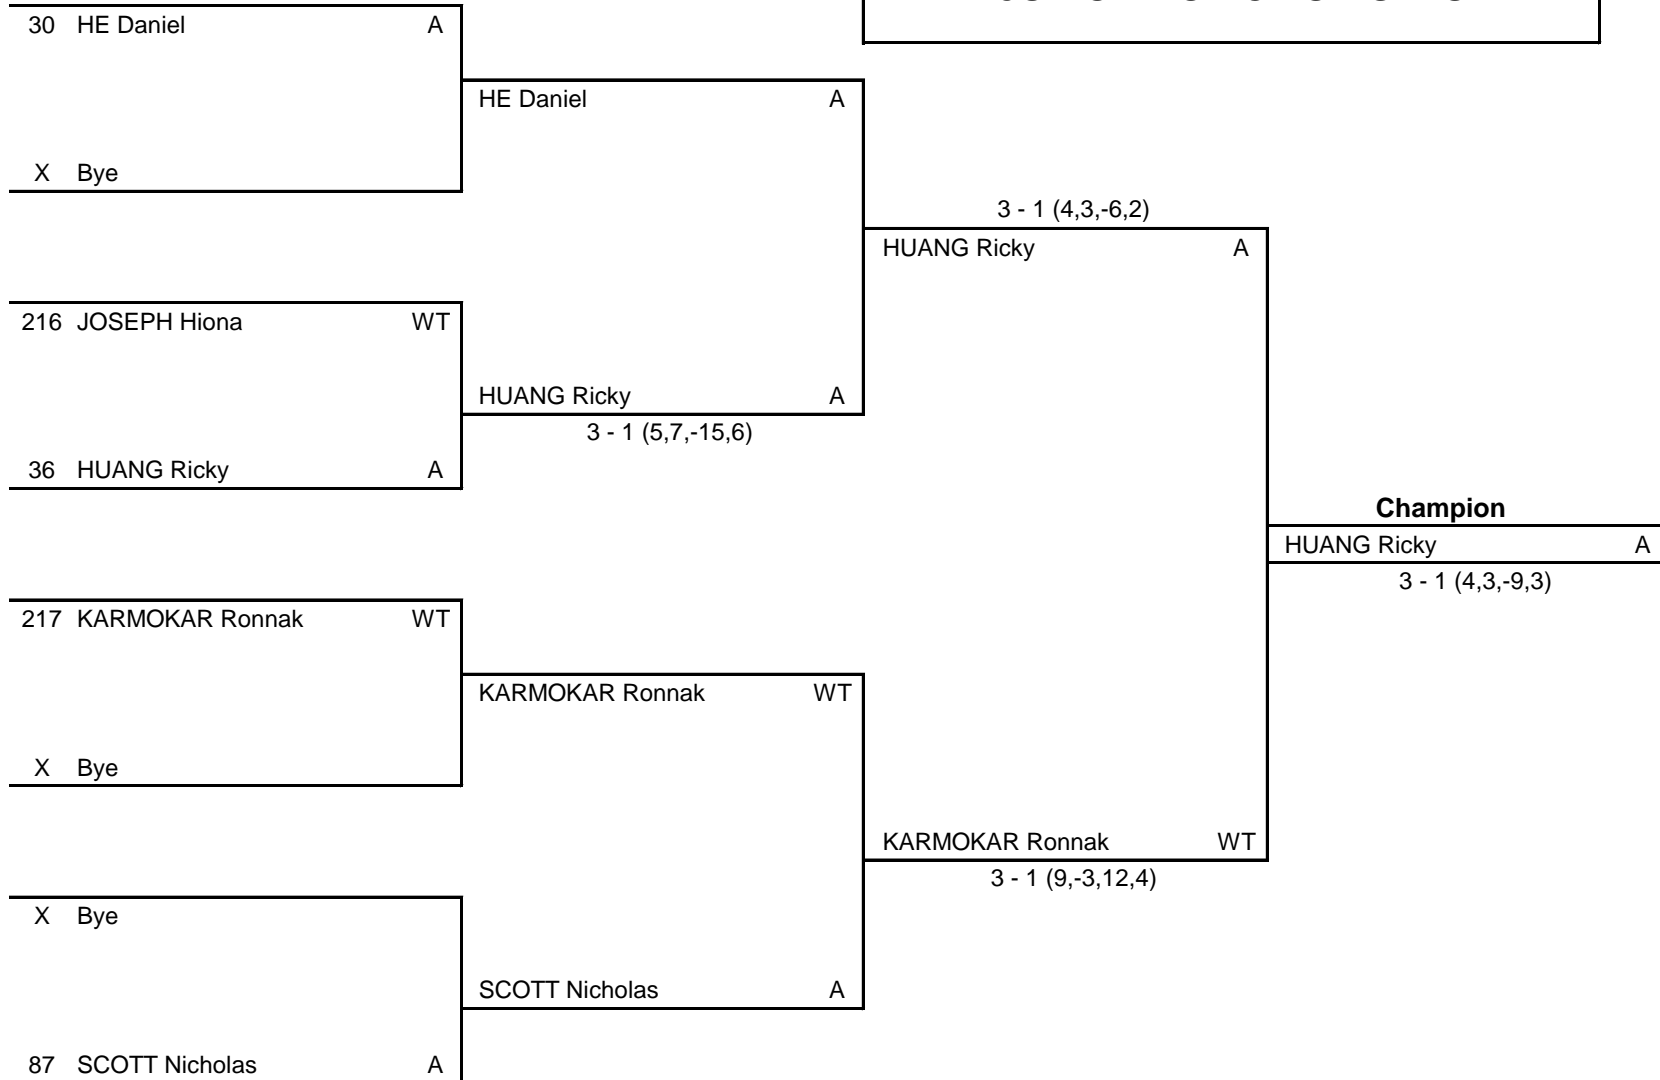 30 HE Daniel A
HE Daniel A
X Bye
3 - 1 (4,3,-6,2)
HUANG Ricky A
216 JOSEPH Hiona WT
HUANG Ricky A
3 - 1 (5,7,-15,6)
36 HUANG Ricky A
Champion
HUANG Ricky A
3 - 1 (4,3,-9,3)
217 KARMOKAR Ronnak WT
KARMOKAR Ronnak WT
X Bye
KARMOKAR Ronnak WT
3 - 1 (9,-3,12,4)
X Bye
SCOTT Nicholas A
87 SCOTT Nicholas A